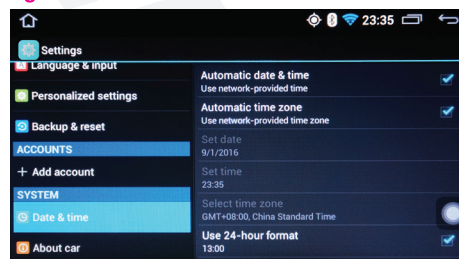 23:35
Settings
Language & input
Personalized settings
Backup & reset
ACCOUNTS
+ Add account
SYSTEM
Date & time
About car
Automatic date & time
Use network-provided time
Automatic time zone
Use network-provided time zone
Set date
9/1/2016
Set time
23:35
Select time zone
GMT+08:00, China Standard Time
Use 24-hour format
13:00